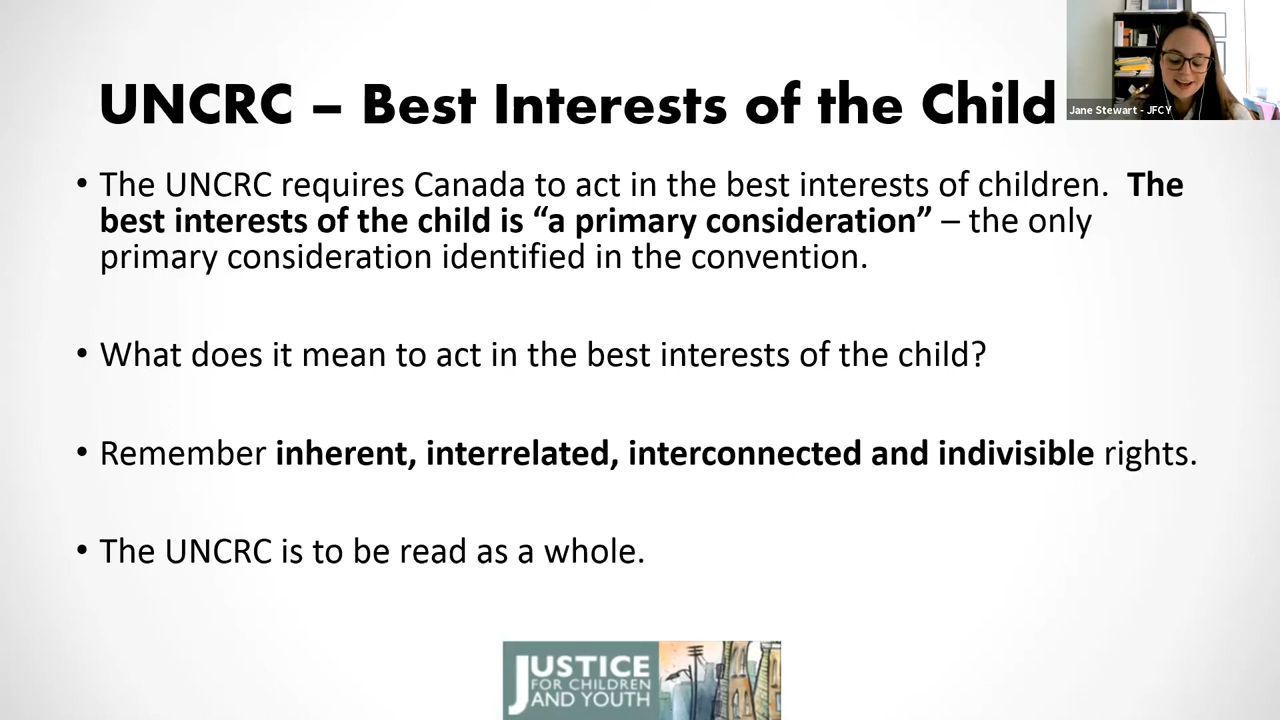 UNCRC – Best Interests of the Child
Jane Stewart - JFCY
• The UNCRC requires Canada to act in the best interests of children. The
best interests of the child is “a primary consideration” – the only
primary consideration identified in the convention.
• What does it mean to act in the best interests of the child?
• Remember inherent, interrelated, interconnected and indivisible rights.
• The UNCRC is to be read as a whole.
JUSTICE
FOR CHILDREN
AND YOUTH